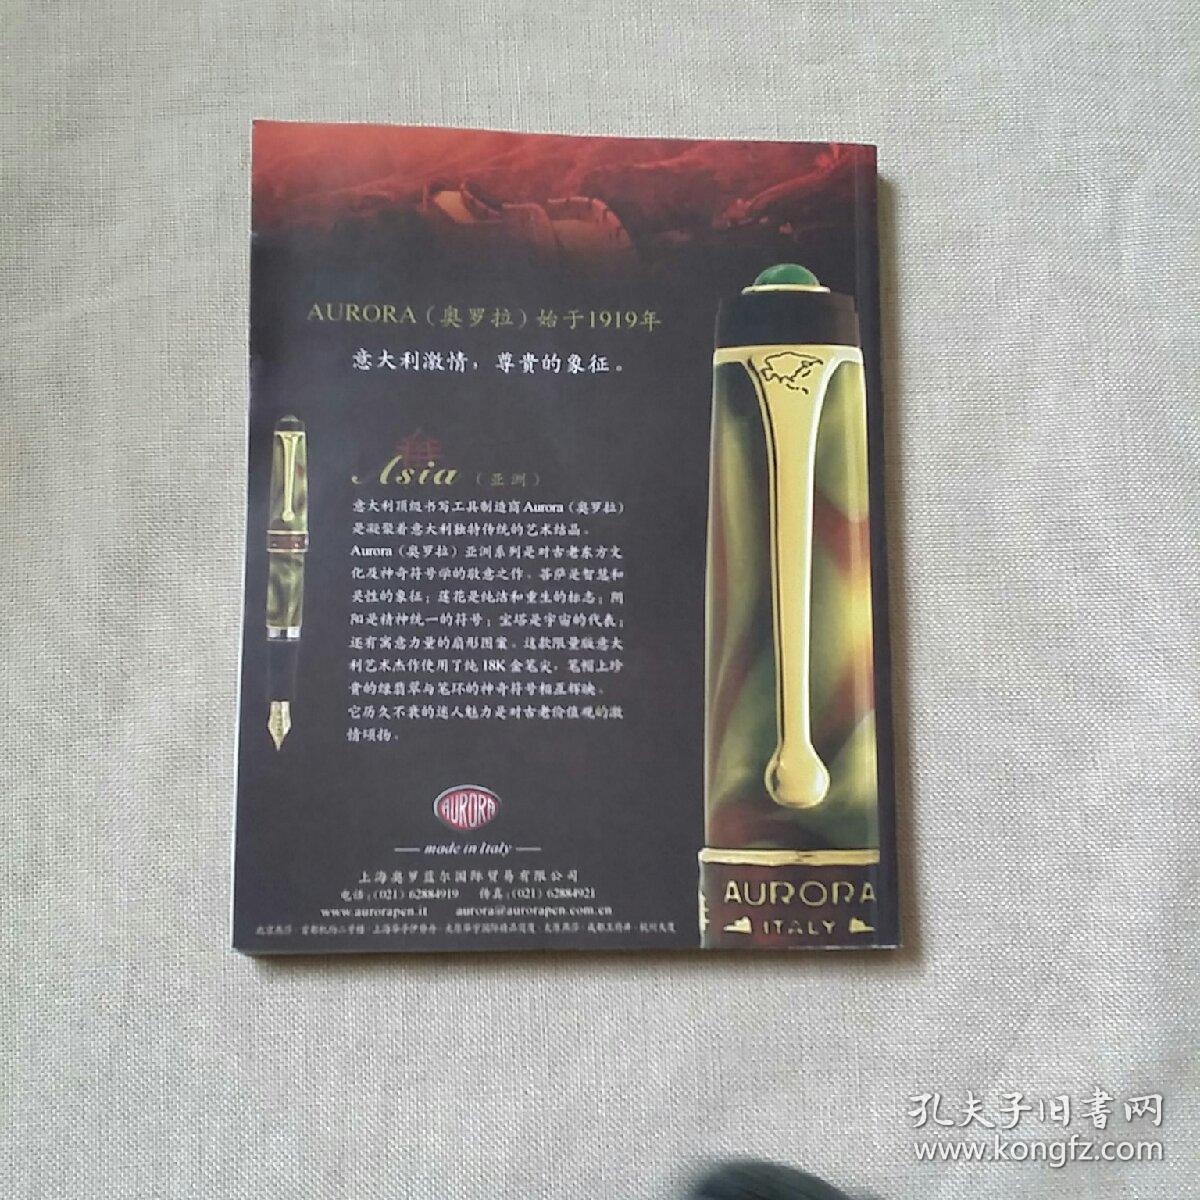 AURORA（奥罗拉）始于1919年
意大利激情，尊贵的象征。
Asia（亚洲）
意大利顶级书写工具制造商Aurora（奥罗拉）
是凝聚着意大利独特传统的艺术结晶。
Aurora（奥罗拉）亚洲系列是对古老东方文
化及神奇符号学的敬意之作。菩萨是智慧和
灵性的象征；莲花是纯洁和重生的标志；阴
阳是精神统一的符号；宝塔是宇宙的代表；
还有寓意力量的扇形图案。这款限量版意大
利艺术杰作使用了纯18K金笔尖，笔帽上珍
贵的绿翡翠与笔环的神奇符号相互辉映。
它历久不衰的迷人魅力是对古老价值观的激
情颂扬。
AURORA
made in Italy
上海奥罗蓝尔国际贸易有限公司
电话：(021) 62884919 传真：(021) 62884921
www.aurorapen.it aurora@aurorapen.com.cn
AURORA
ITALY
孔夫子旧書网
www.kongfz.com